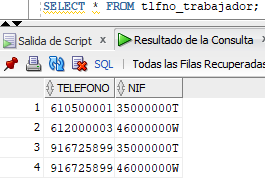 SELECT * FROM tlfno_trabajador;
Salida de Script Resultado de la Consulta
SQL Todas las Filas Recuperadas
TELEFONO NIF
1 610500001 35000000T
2 612000003 46000000W
3 916725899 35000000T
4 916725899 46000000W